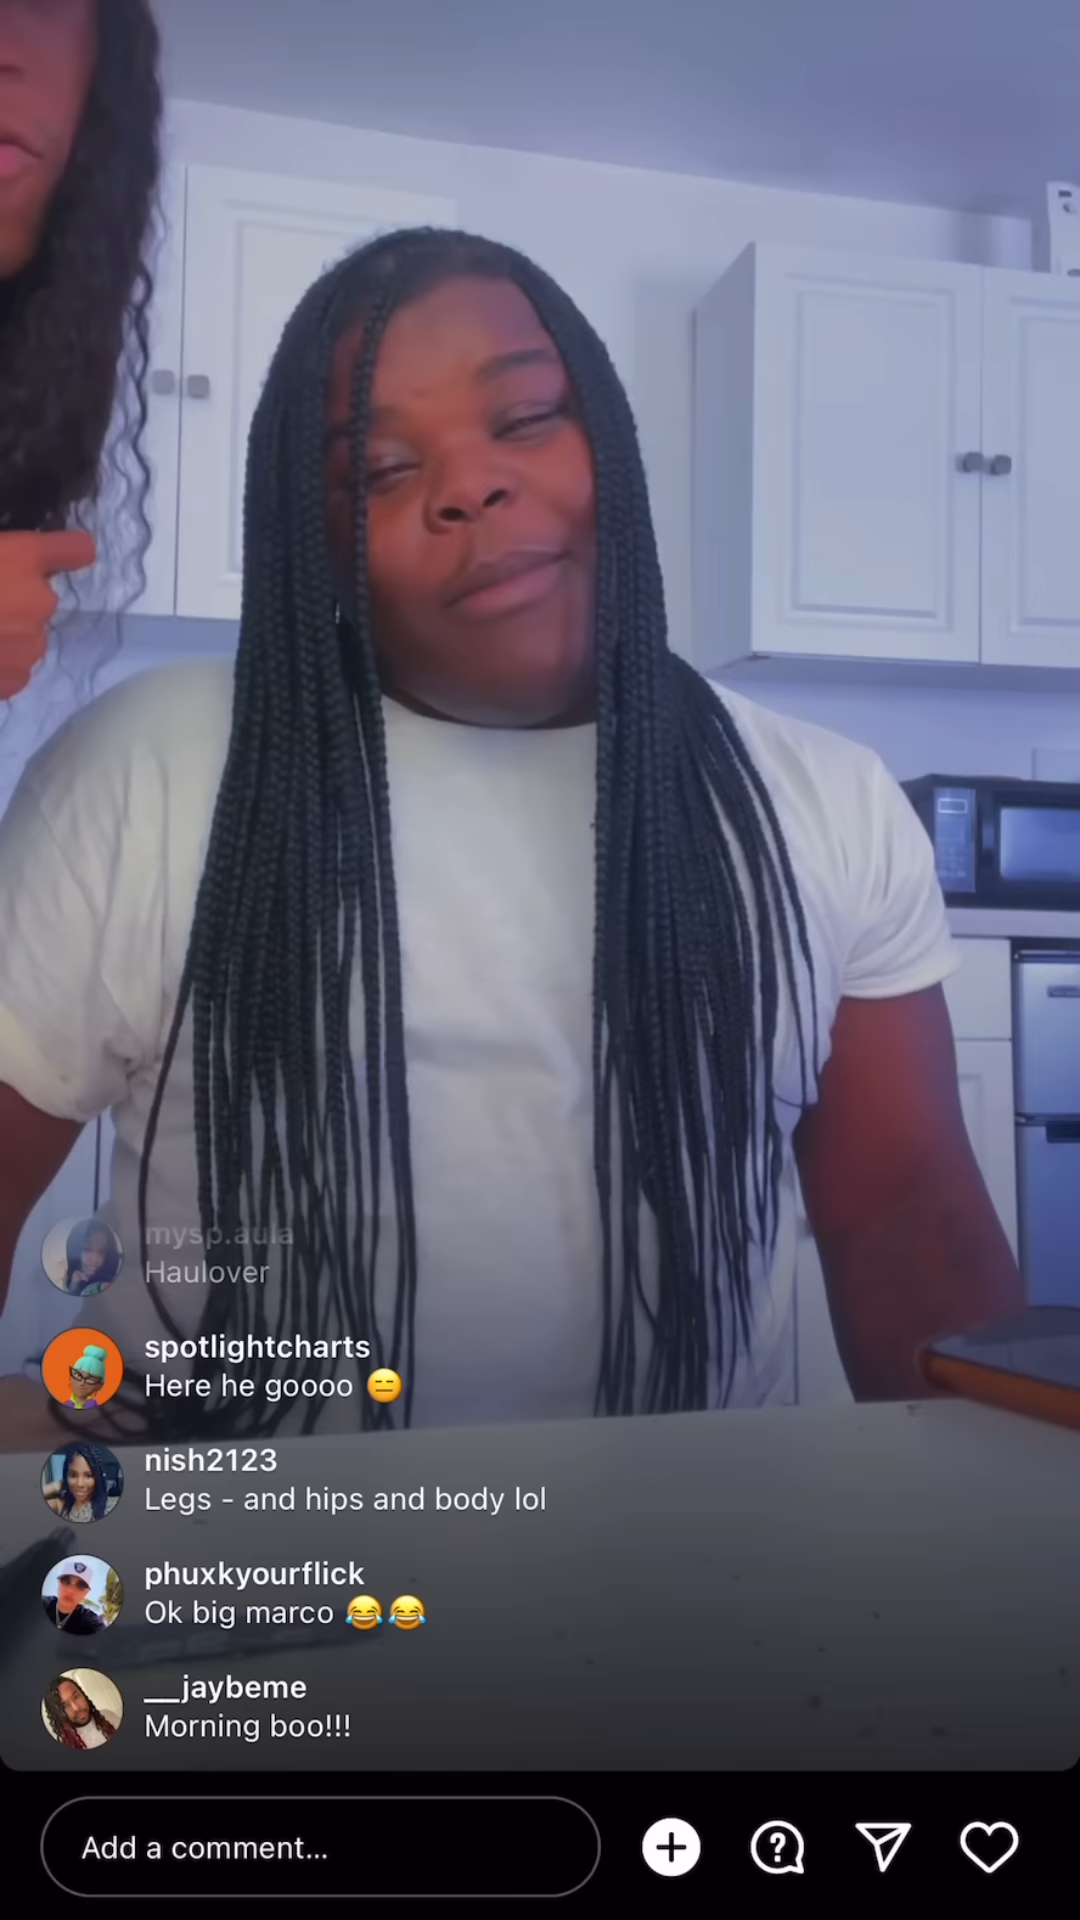 mysp.aula
Haulover
spotlightcharts
Here he goooo 😑
nish2123
Legs - and hips and body lol
phuxkyourflick
Ok big marco 😂😂
___jaybeme
Morning boo!!!
Add a comment...